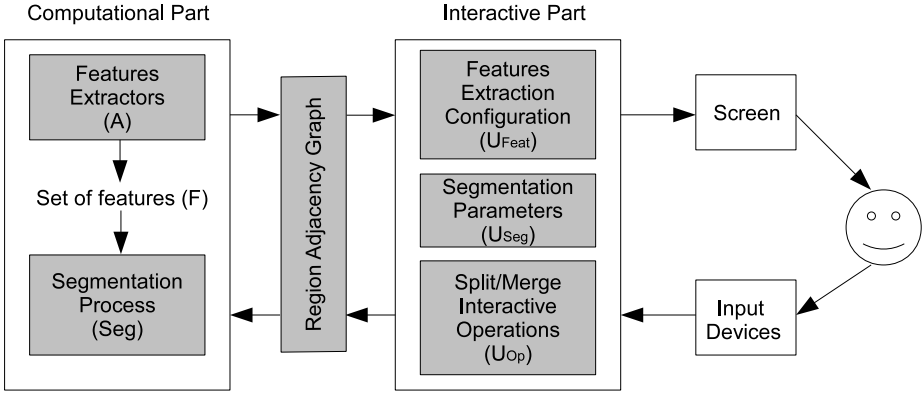 Computational Part
Features
Extractors
(A)
Set of features (F)
Segmentation
Process
(Seg)
Region Adjacency Graph
Interactive Part
Features
Extraction
Configuration
(UFeat)
Segmentation
Parameters
(USeg)
Split/Merge
Interactive
Operations
(UOp)
Screen
Input
Devices